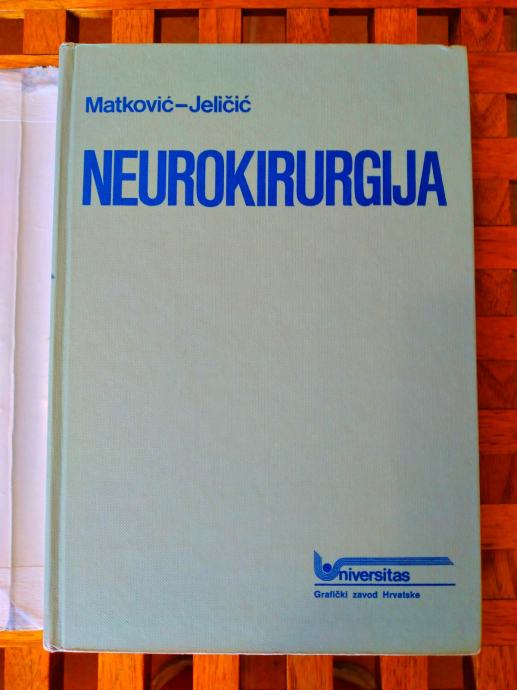 Matković-Jeličić
NEUROKIRURGIJA
Universitas
Grafički zavod Hrvatske